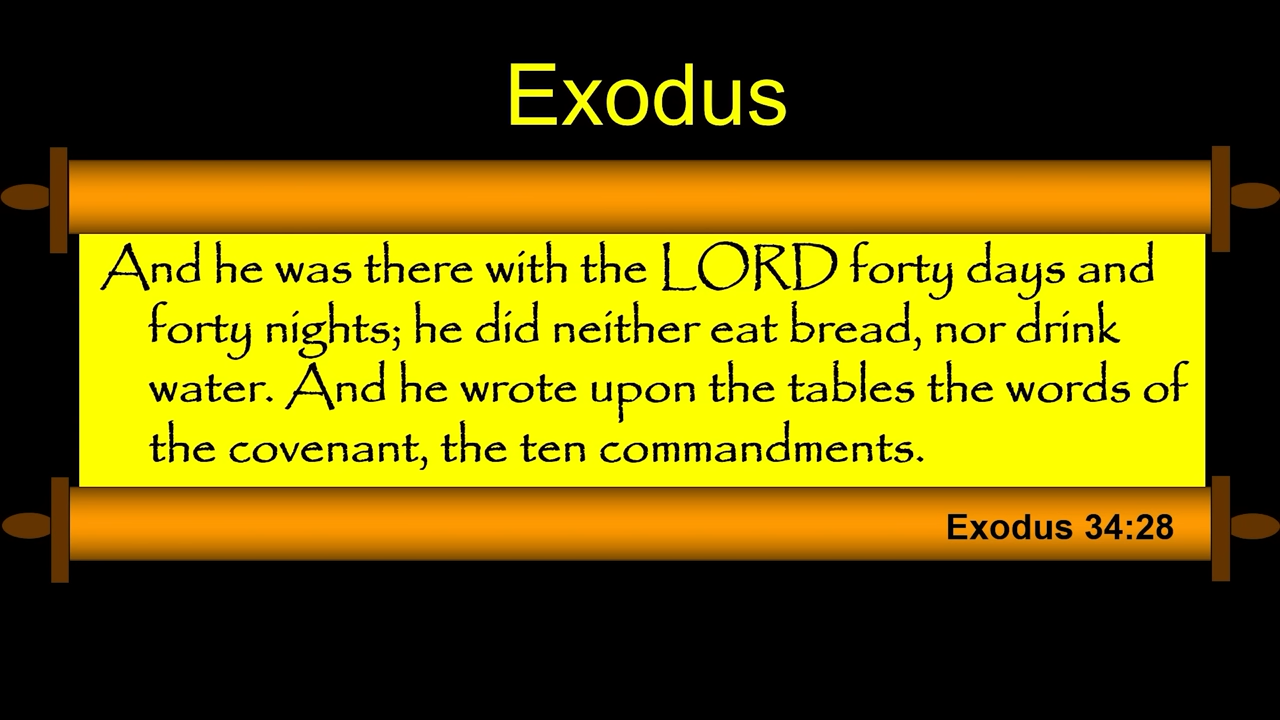 Exodus
And he was there with the LORD forty days and
forty nights; he did neither eat bread, nor drink
water. And he wrote upon the tables the words of
the covenant, the ten commandments.
Exodus 34:28